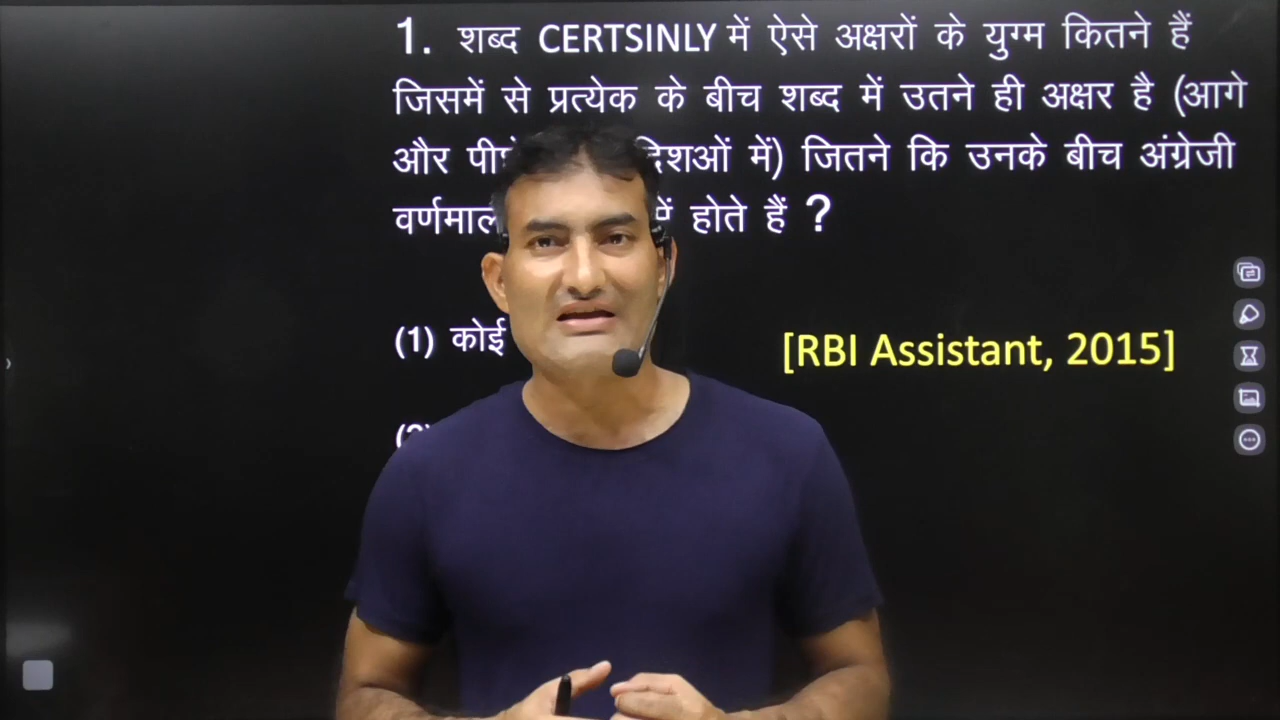 1. शब्द CERTSINLY में ऐसे अक्षरों के युग्म कितने हैं
जिसमें से प्रत्येक के बीच शब्द में उतने ही अक्षर है (आगे
और में) जितने कि उनके बीच अंग्रेजी
होते हैं ?
(1) कोई
[RBI Assistant, 2015]